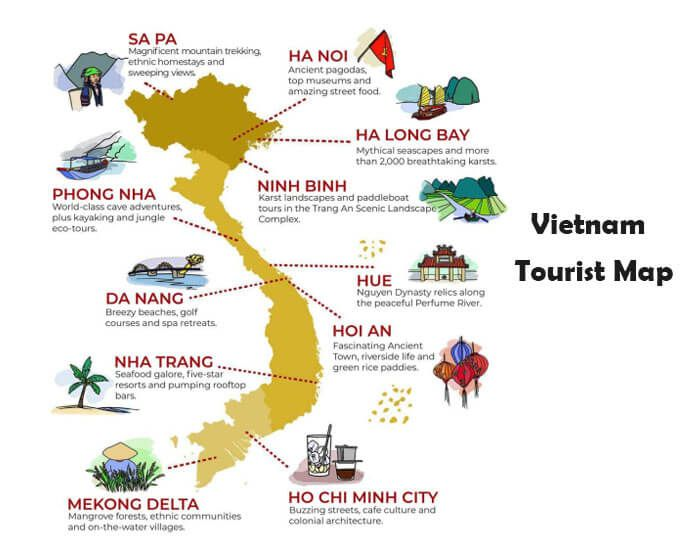 SA PA
Magnificent mountain trekking,
ethnic homestays and
sweeping views.
HA NOI
Ancient pagodas,
top museums and
amazing street food.
HA LONG BAY
Mythical seascapes and more
than 2,000 breathtaking karsts.
PHONG NHA
World-class cave adventures,
plus kayaking and jungle
eco-tours.
NINH BINH
Karst landscapes and paddleboat
tours in the Trang An Scenic Landscape
Complex.
Vietnam
Tourist Map
HUE
Nguyen Dynasty relics along
the peaceful Perfume River.
DA NANG
Breezy beaches, golf
courses and spa retreats.
HOI AN
Fascinating Ancient
Town, riverside life and
green rice paddies.
NHA TRANG
Seafood galore, five-star
resorts and pumping rooftop
bars.
MEKONG DELTA
Mangrove forests, ethnic communities
and on-the-water villages.
HO CHI MINH CITY
Buzzing streets, cafe culture and
colonial architecture.